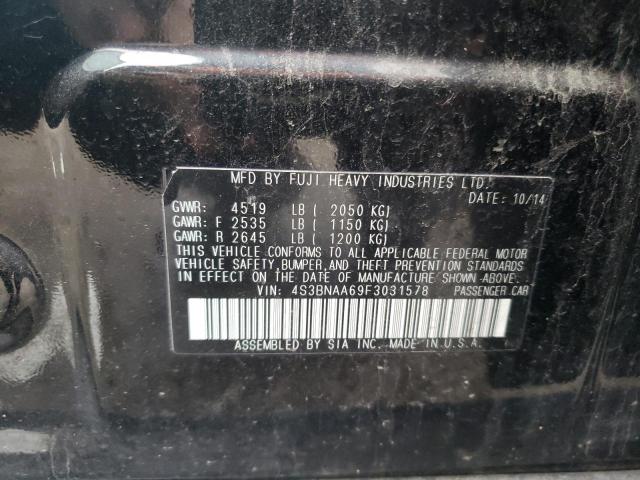 MFD BY FUJI HEAVY INDUSTRIES LTD.
DATE: 10/14
GVWR: 4519 LB ( 2050 KG)
GAWR: F 2535 LB ( 1150 KG)
GAWR: R 2645 LB ( 1200 KG)
THIS VEHICLE CONFORMS TO ALL APPLICABLE FEDERAL MOTOR
VEHICLE SAFETY,BUMPER,AND THEFT PREVENTION STANDARDS
IN EFFECT ON THE DATE OF MANUFACTURE SHOWN ABOVE.
VIN: 4S3BNAA69F3031578 PASSENGER CAR
ASSEMBLED BY SIA INC. MADE IN U.S.A.